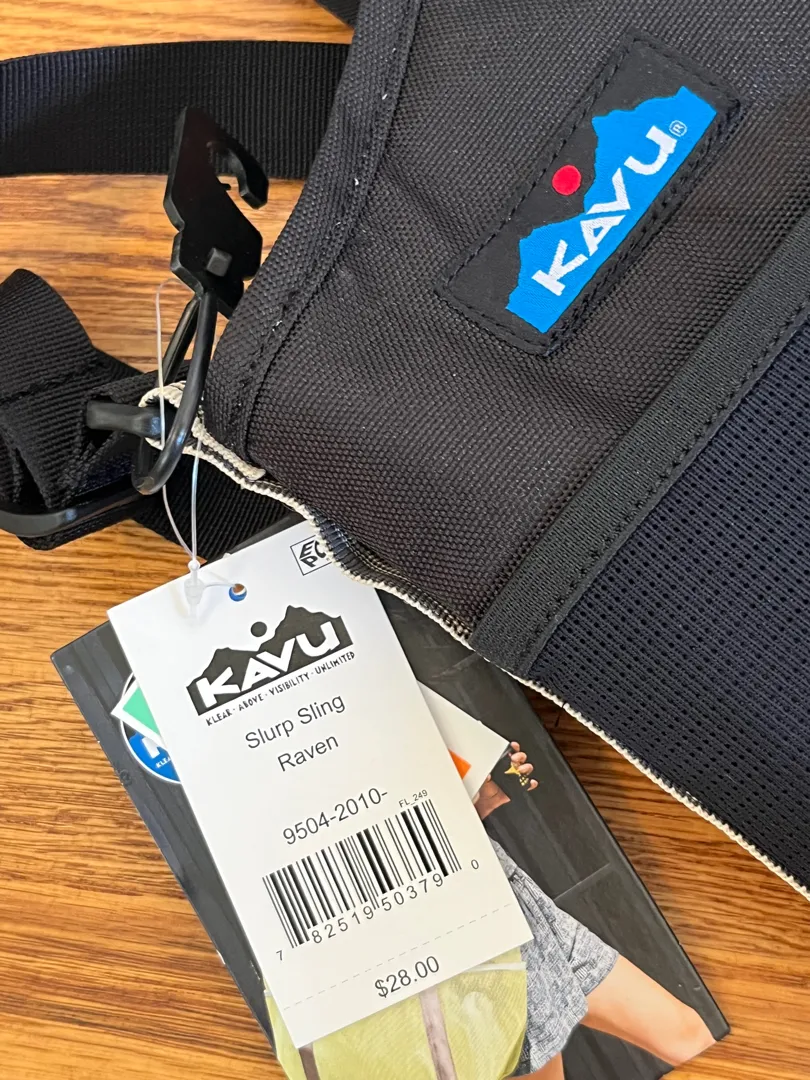 KAVU®
KAVU
KLEAR · ABOVE · VISIBILITY · UNLIMITED
Slurp Sling
Raven
9504-2010-
FL_249
7 82519 50379 0
$28.00